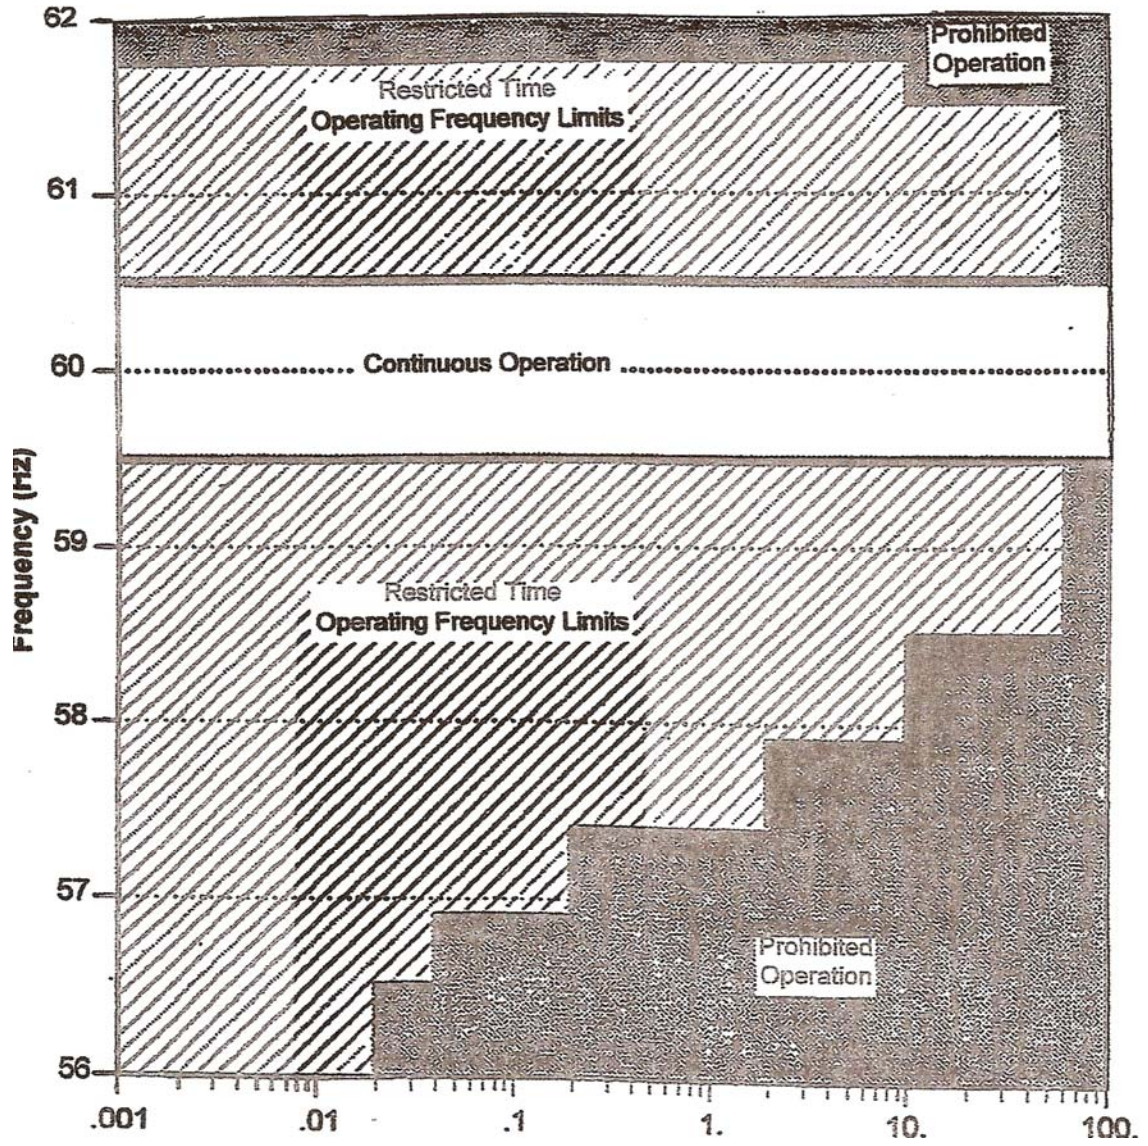 62
Prohibited
Operation
Restricted Time
Operating Frequency Limits
61
60
Continuous Operation
Frequency (Hz)
59
Restricted Time
Operating Frequency Limits
58
57
Prohibited
Operation
56
.001
.01
.1
1.
10.
100.